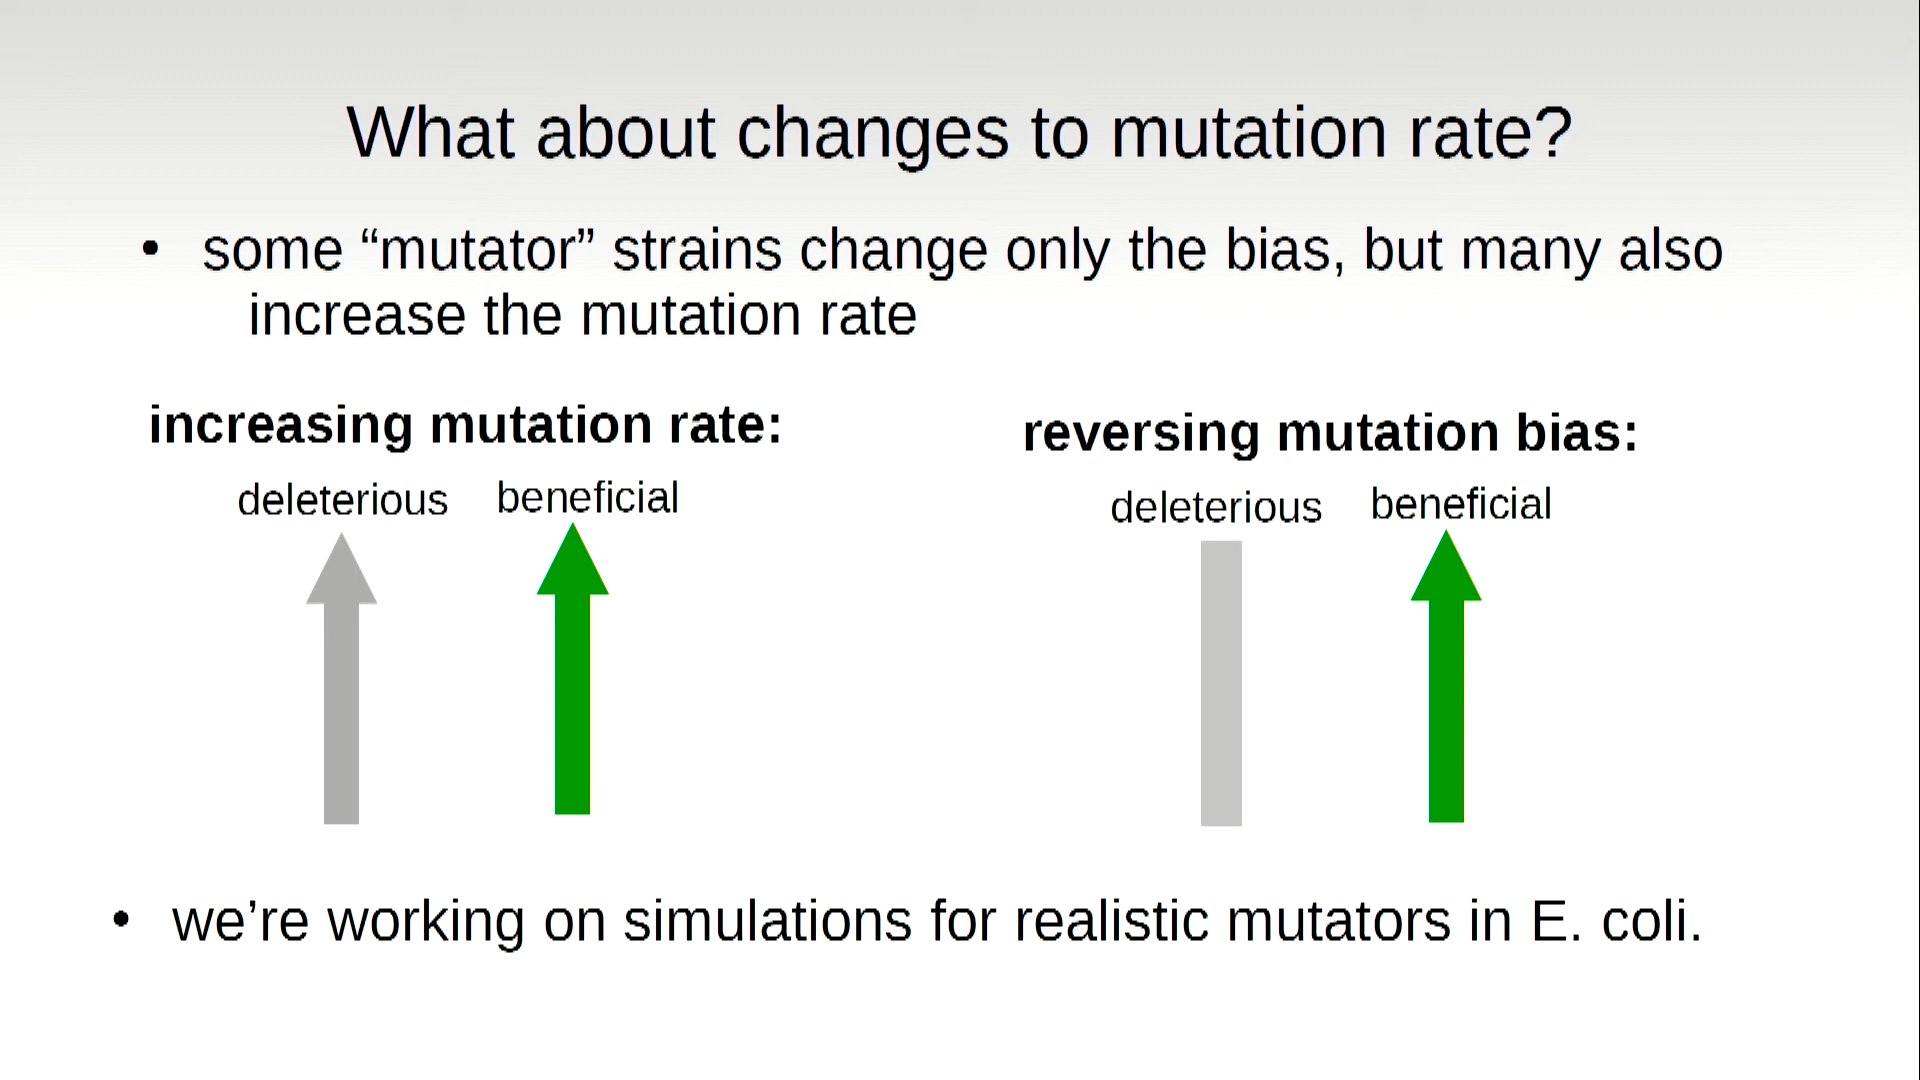 What about changes to mutation rate?
• some “mutator” strains change only the bias, but many also
increase the mutation rate
increasing mutation rate:
deleterious beneficial
reversing mutation bias:
deleterious beneficial
• we’re working on simulations for realistic mutators in E. coli.